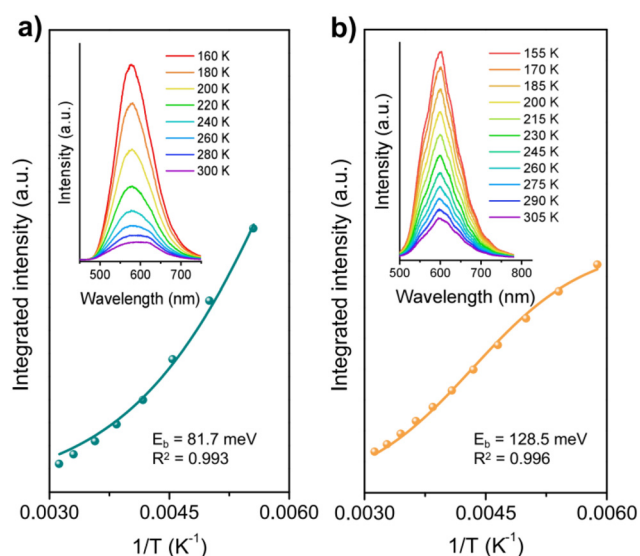 a)
Integrated intensity (a.u.)
Intensity (a.u.)
160 K
180 K
200 K
220 K
240 K
260 K
280 K
300 K
500 600 700
Wavelength (nm)
E_b = 81.7 meV
R² = 0.993
0.0030 0.0045 0.0060
1/T (K⁻¹)
b)
Integrated intensity (a.u.)
Intensity (a.u.)
155 K
170 K
185 K
200 K
215 K
230 K
245 K
260 K
275 K
290 K
305 K
500 600 700 800
Wavelength (nm)
E_b = 128.5 meV
R² = 0.996
0.0030 0.0045 0.0060
1/T (K⁻¹)